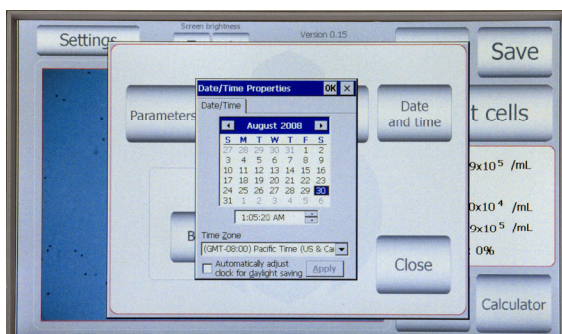 Screen brightness
Version 0.15
Settings
Save
Date/Time Properties OK ×
Date/Time
Parameters
Date
and time
t cells
August 2008
S M T W T F S
27 28 29 30 31 1 2
3 4 5 6 7 8 9
10 11 12 13 14 15 16
17 18 19 20 21 22 23
24 25 26 27 28 29 30
31 1 2 3 4 5 6
9x10⁵ /mL
0x10⁴ /mL
9x10⁵ /mL
: 0%
1:05:20 AM
B
Time Zone
(GMT-08:00) Pacific Time (US & Ca
Automatically adjust
clock for daylight saving
Apply
Close
Calculator